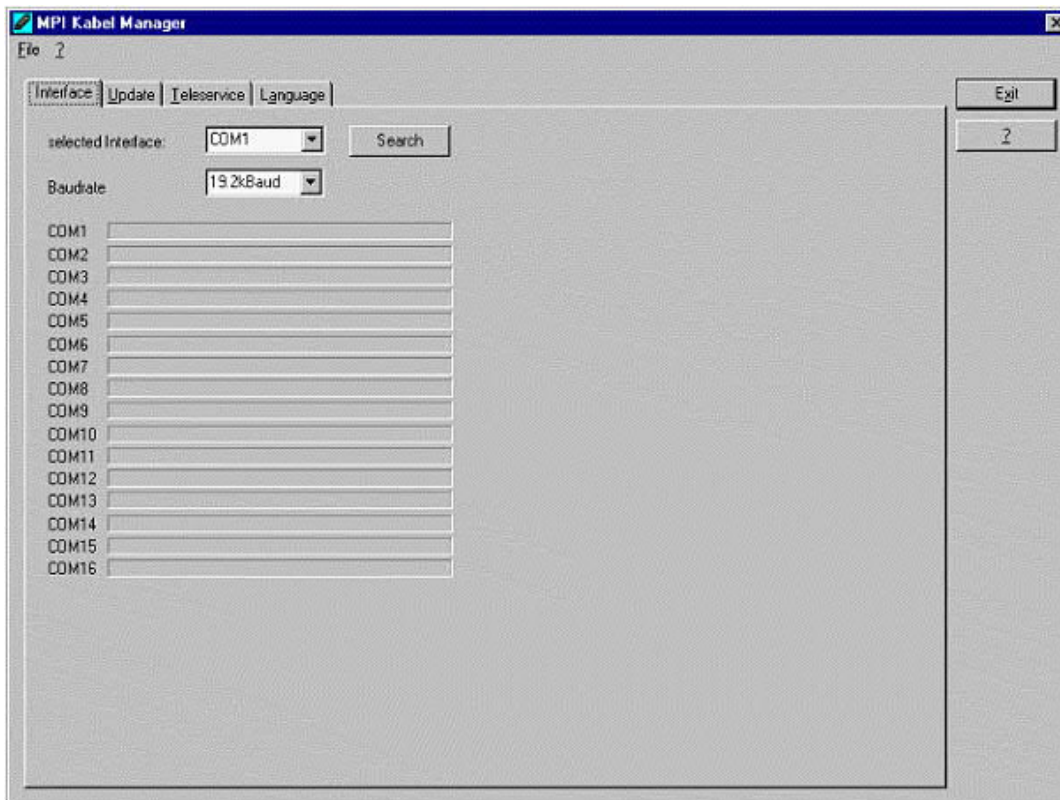 MPI Kabel Manager
File ?
Interface Update Teleservice Language
Exit
selected Interface: COM1 Search
?
Baudrate 19.2kBaud
COM1
COM2
COM3
COM4
COM5
COM6
COM7
COM8
COM9
COM10
COM11
COM12
COM13
COM14
COM15
COM16